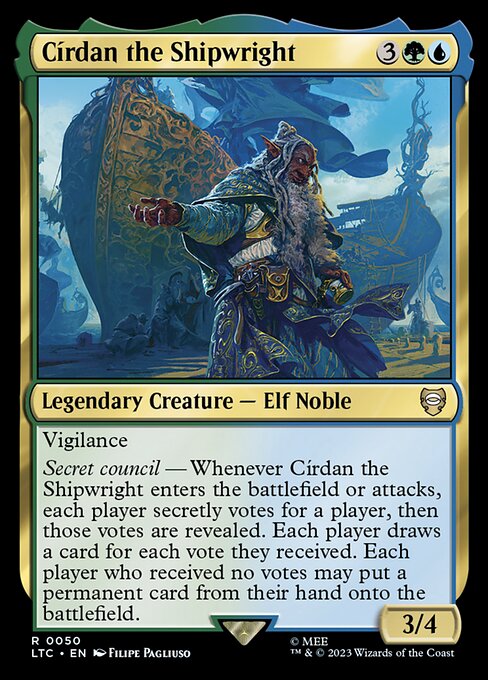 Círdan the Shipwright 3
Legendary Creature — Elf Noble
Vigilance
Secret council — Whenever Círdan the
Shipwright enters the battlefield or attacks,
each player secretly votes for a player, then
those votes are revealed. Each player draws
a card for each vote they received. Each
player who received no votes may put a
permanent card from their hand onto the
battlefield.
3/4
R 0050
LTC • EN Filipe Pagliuso
© MEE
™ & © 2023 Wizards of the Coast